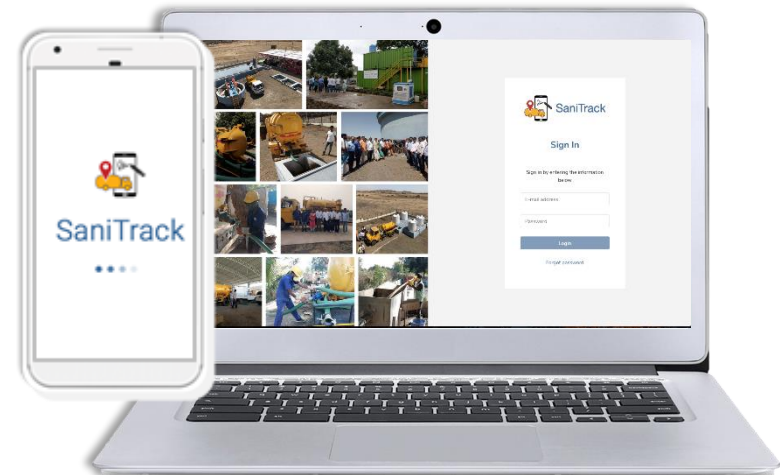 SaniTrack
SaniTrack
Sign In
Sign in by entering the information
below
E-mail address
Password
Login
Forgot password